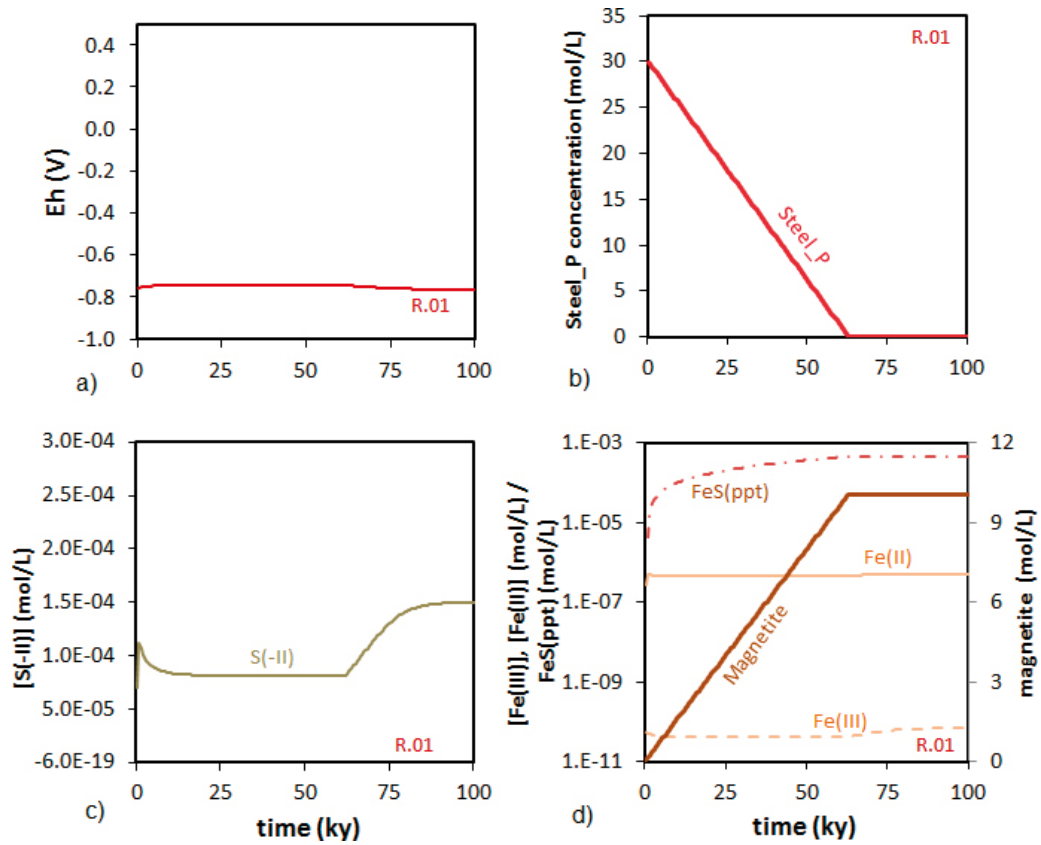 0.4
0.2
0.0
-0.2
-0.4
-0.6
-0.8
-1.0
Eh (V)
R.01
0 25 50 75 100
a)
35
30
25
20
15
10
5
0
Steel_P concentration (mol/L)
R.01
Steel_P
0 25 50 75 100
b)
3.0E-04
2.5E-04
2.0E-04
1.5E-04
1.0E-04
5.0E-05
-6.0E-19
[S(-II)] (mol/L)
S(-II)
R.01
0 25 50 75 100
c)
time (ky)
1.E-03
1.E-05
1.E-07
1.E-09
1.E-11
[Fe(III)], [Fe(II)] (mol/L) /
FeS(ppt) (mol/L)
FeS(ppt)
Fe(II)
Magnetite
Fe(III)
R.01
12
9
6
3
0
magnetite (mol/L)
0 25 50 75 100
d)
time (ky)